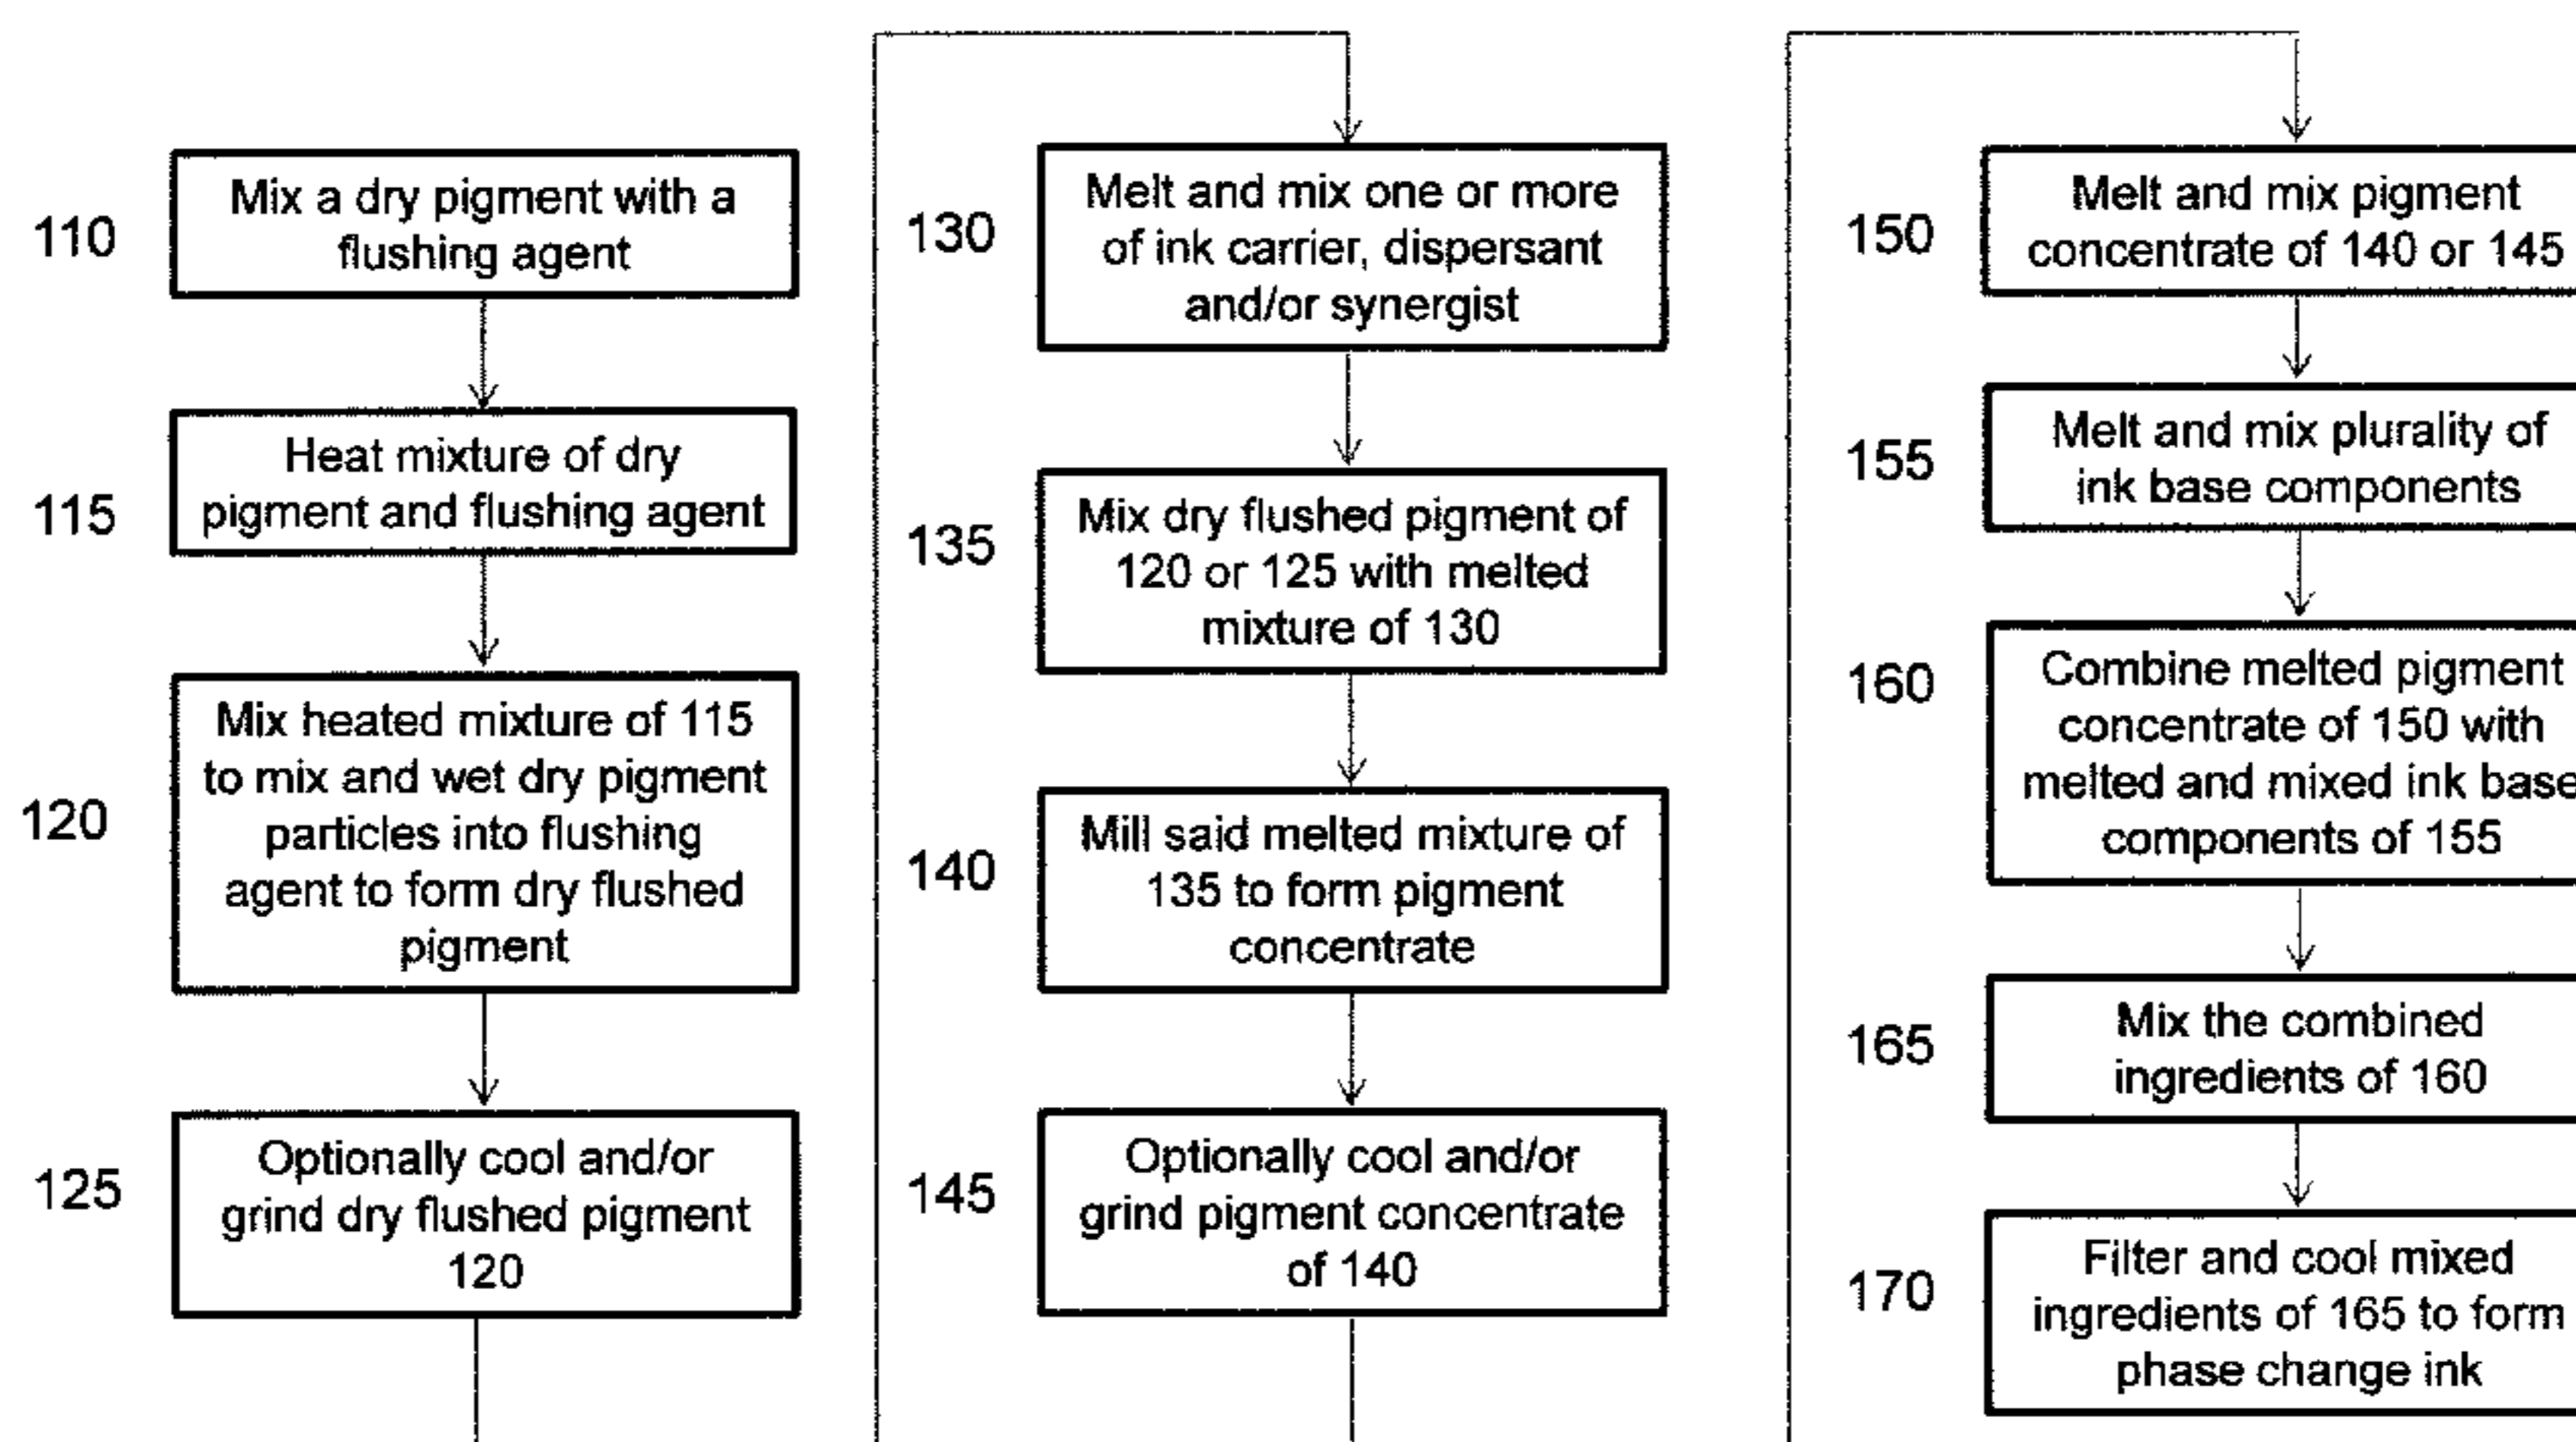 110
Mix a dry pigment with a
flushing agent
115
Heat mixture of dry
pigment and flushing agent
120
Mix heated mixture of 115
to mix and wet dry pigment
particles into flushing
agent to form dry flushed
pigment
125
Optionally cool and/or
grind dry flushed pigment
120
130
Melt and mix one or more
of ink carrier, dispersant
and/or synergist
135
Mix dry flushed pigment of
120 or 125 with melted
mixture of 130
140
Mill said melted mixture of
135 to form pigment
concentrate
145
Optionally cool and/or
grind pigment concentrate
of 140
150
Melt and mix pigment
concentrate of 140 or 145
155
Melt and mix plurality of
ink base components
160
Combine melted pigment
concentrate of 150 with
melted and mixed ink base
components of 155
165
Mix the combined
ingredients of 160
170
Filter and cool mixed
ingredients of 165 to form
phase change ink